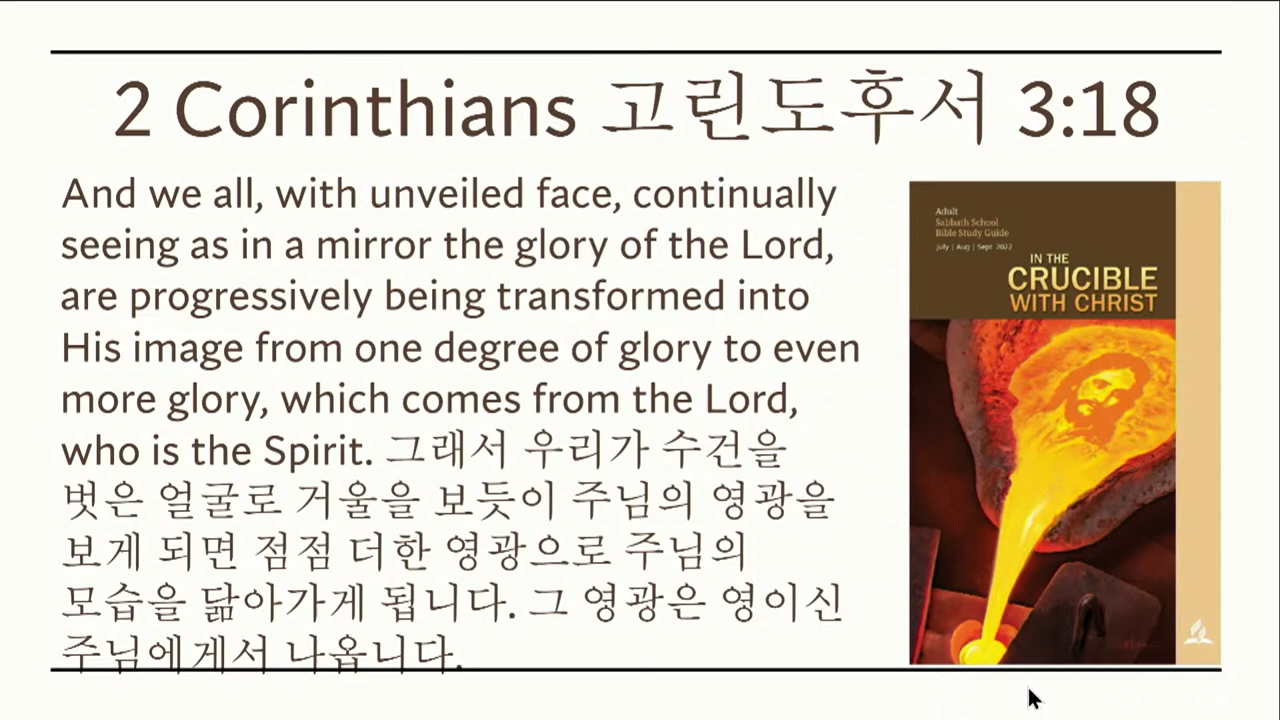 2 Corinthians 고린도후서 3:18
And we all, with unveiled face, continually
seeing as in a mirror the glory of the Lord,
are progressively being transformed into
His image from one degree of glory to even
more glory, which comes from the Lord,
who is the Spirit. 그래서 우리가 수건을
벗은 얼굴로 거울을 보듯이 주님의 영광을
보게 되면 점점 더한 영광으로 주님의
모습을 닮아가게 됩니다. 그 영광은 영이신
주님에게서 나옵니다.
Adult
Sabbath School
Bible Study Guide
July | Aug | Sept 2022
IN THE
CRUCIBLE
WITH CHRIST